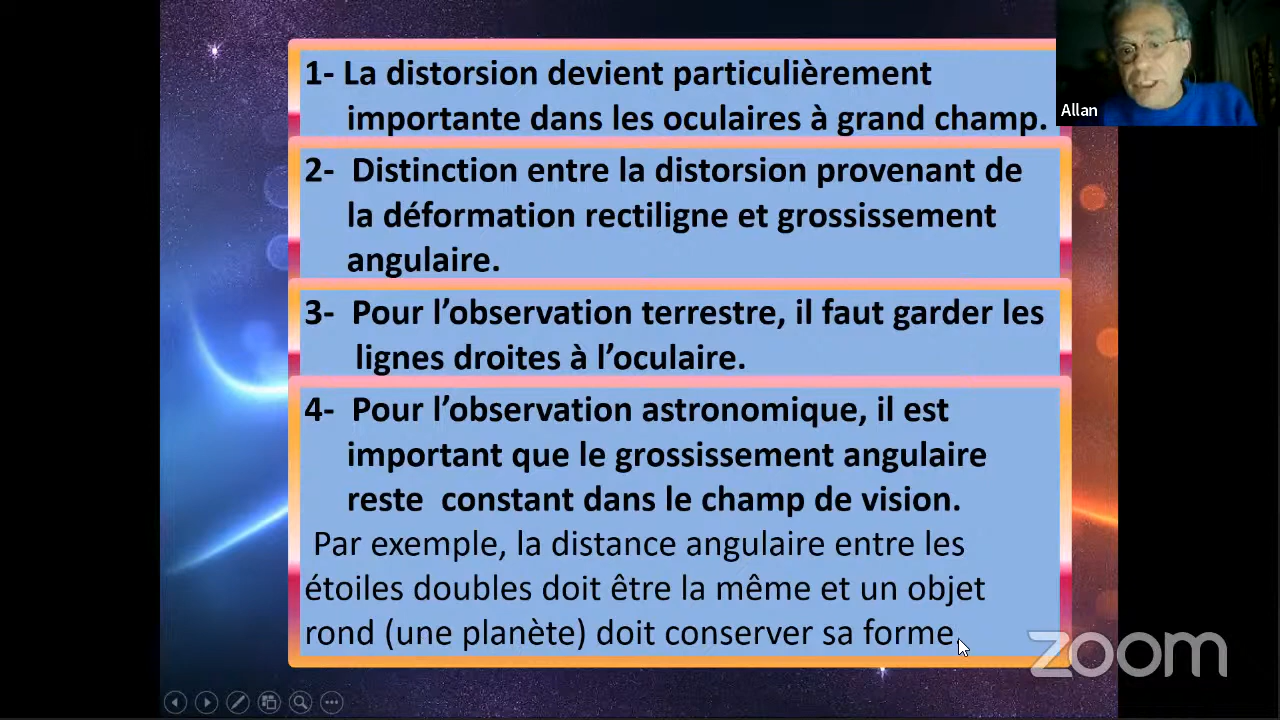 1- La distorsion devient particulièrement
importante dans les oculaires à grand champ.
2- Distinction entre la distorsion provenant de
la déformation rectiligne et grossissement
angulaire.
3- Pour l’observation terrestre, il faut garder les
lignes droites à l’oculaire.
4- Pour l’observation astronomique, il est
important que le grossissement angulaire
reste constant dans le champ de vision.
Par exemple, la distance angulaire entre les
étoiles doubles doit être la même et un objet
rond (une planète) doit conserver sa forme.
Allan
zoom